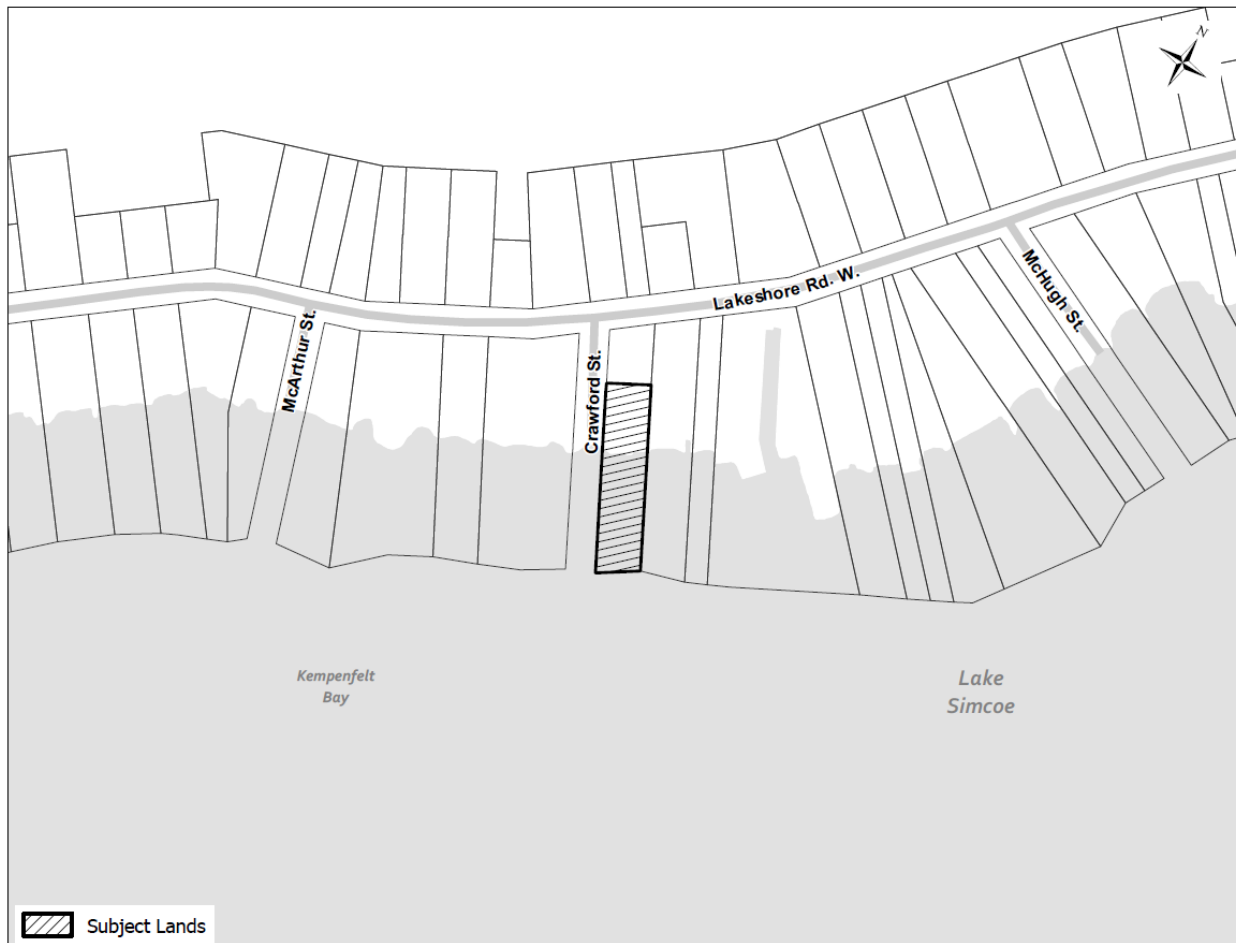 N
Lakeshore Rd. W.
McHugh St.
McArthur St.
Crawford St.
Kempenfelt
Bay
Lake
Simcoe
Subject Lands